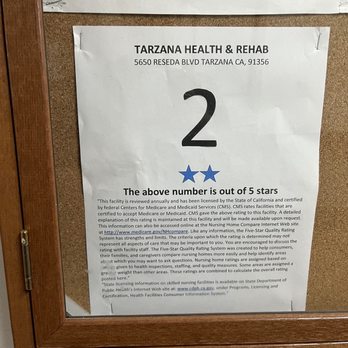 TARZANA HEALTH & REHAB
5650 RESEDA BLVD TARZANA CA, 91356
2
The above number is out of 5 stars
"This facility is reviewed annually and has been licensed by the State of California and certified
by federal Centers for Medicare and Medicaid Services (CMS). CMS rates facilities that are
certified to accept Medicare or Medicaid. CMS gave the above rating to this facility. A detailed
explanation of this rating is maintained at this facility and will be made available upon request.
This information can also be accessed online at the Nursing Home Compare Internet Web site
at http://www.medicare.gov/NHcompare. Like any information, the Five-Star Quality Rating
System has strengths and limits. The criteria upon which the rating is determined may not
represent all aspects of care that may be important to you. You are encouraged to discuss the
rating with facility staff. The Five-Star Quality Rating System was created to help consumers,
their families, and caregivers compare nursing homes more easily and help identify areas
about which you may want to ask questions. Nursing home ratings are assigned based on
given to health inspections, staffing, and quality measures. Some areas are assigned a
weight than other areas. These ratings are combined to calculate the overall rating
posted here."
"State licensing information on skilled nursing facilities is available on State Department of
Public Health's Internet Web site at: www.cdph.ca.gov, under Programs, Licensing and
Certification, Health Facilities Consumer Information System."